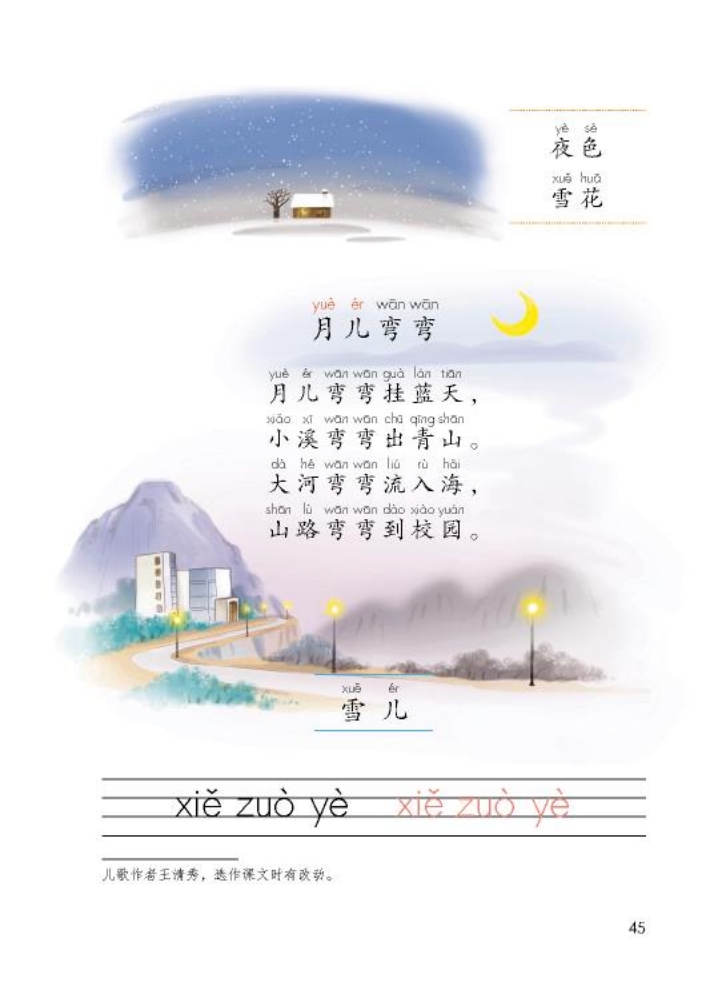 yè sè
夜色
xuě huā
雪花
yuè ér wān wān
月儿弯弯
yuè ér wān wān guà lán tiān
月儿弯弯挂蓝天，
xiǎo xī wān wān chū qīng shān
小溪弯弯出青山。
dà hé wān wān liú rù hǎi
大河弯弯流入海，
shān lù wān wān dào xiào yuán
山路弯弯到校园。
xuě ér
雪儿
xiě zuò yè xiě zuò yè
儿歌作者王清秀，选作课文时有改动。
45